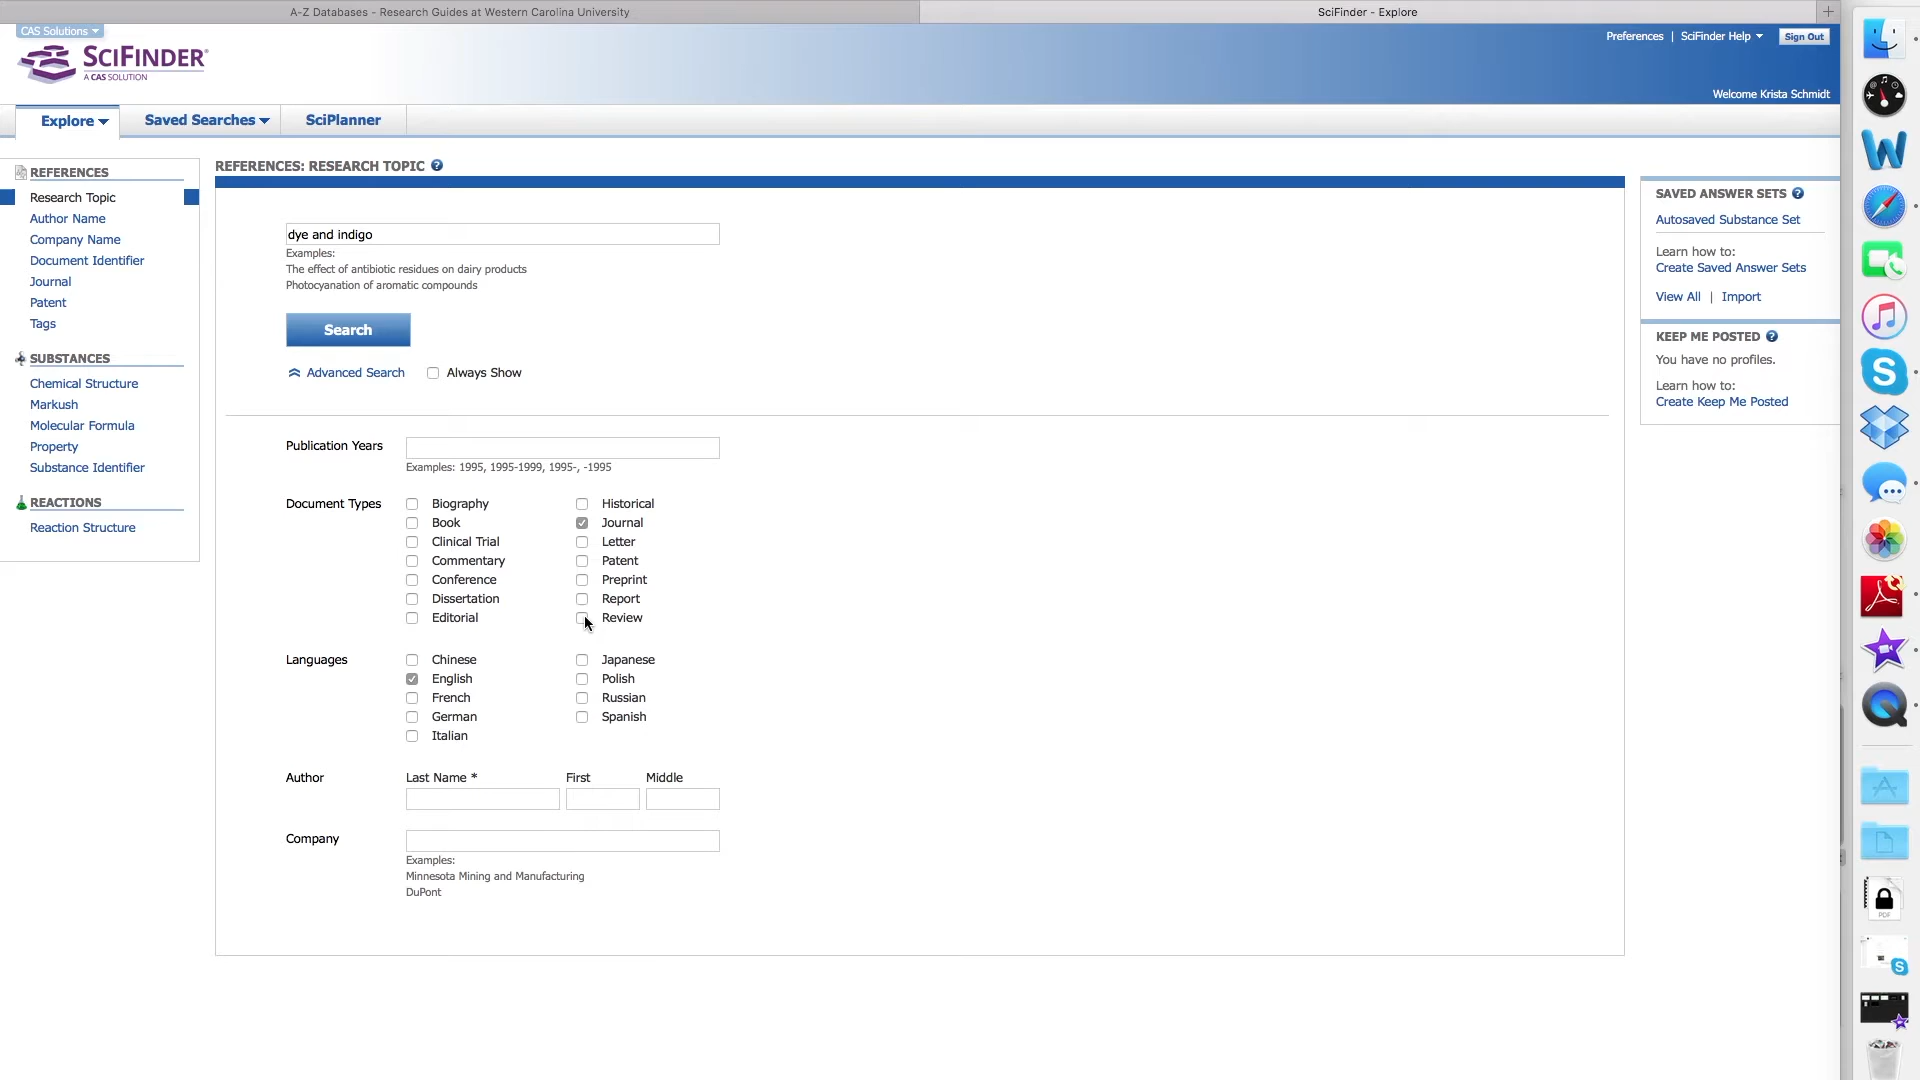 A-Z Databases - Research Guides at Western Carolina University
SciFinder - Explore
CAS Solutions
SCIFINDER®
A CAS SOLUTION
Preferences | SciFinder Help
Sign Out
Welcome Krista Schmidt
Explore
Saved Searches
SciPlanner
REFERENCES
Research Topic
Author Name
Company Name
Document Identifier
Journal
Patent
Tags
SUBSTANCES
Chemical Structure
Markush
Molecular Formula
Property
Substance Identifier
REACTIONS
Reaction Structure
REFERENCES: RESEARCH TOPIC ?
dye and indigo
Examples:
The effect of antibiotic residues on dairy products
Photocyanation of aromatic compounds
Search
Advanced Search
Always Show
Publication Years
Examples: 1995, 1995-1999, 1995-, -1995
Document Types
Biography
Book
Clinical Trial
Commentary
Conference
Dissertation
Editorial
Historical
Journal
Letter
Patent
Preprint
Report
Review
Languages
Chinese
English
French
German
Italian
Japanese
Polish
Russian
Spanish
Author
Last Name *
First
Middle
Company
Examples:
Minnesota Mining and Manufacturing
DuPont
SAVED ANSWER SETS ?
Autosaved Substance Set
Learn how to:
Create Saved Answer Sets
View All | Import
KEEP ME POSTED ?
You have no profiles.
Learn how to:
Create Keep Me Posted
PDF